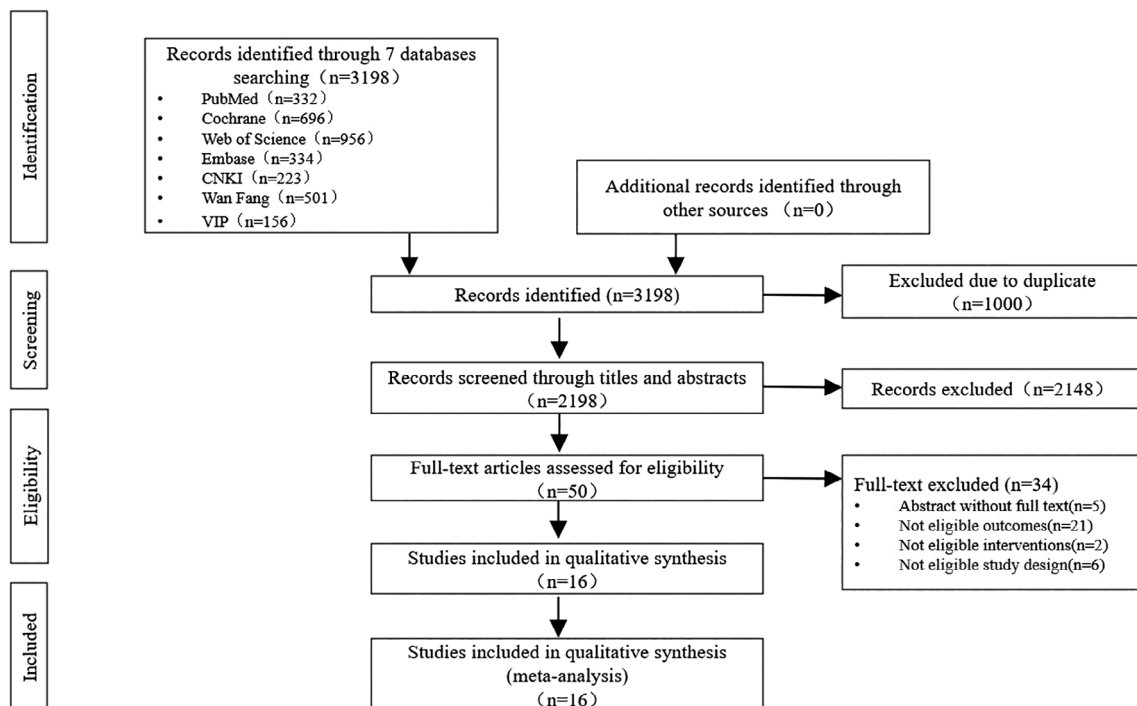 Identification
Records identified through 7 databases
searching（n=3198）
• PubMed（n=332）
• Cochrane（n=696）
• Web of Science（n=956）
• Embase（n=334）
• CNKI（n=223）
• Wan Fang（n=501）
• VIP（n=156）
Additional records identified through
other sources （n=0）
Screening
Records identified (n=3198)
Excluded due to duplicate
（n=1000）
Records screened through titles and abstracts
（n=2198）
Records excluded（n=2148）
Eligibility
Full-text articles assessed for eligibility
（n=50）
Full-text excluded (n=34)
• Abstract without full text(n=5)
• Not eligible outcomes(n=21)
• Not eligible interventions(n=2)
• Not eligible study design(n=6)
Studies included in qualitative synthesis
（n=16）
Included
Studies included in qualitative synthesis
(meta-analysis)
（n=16）